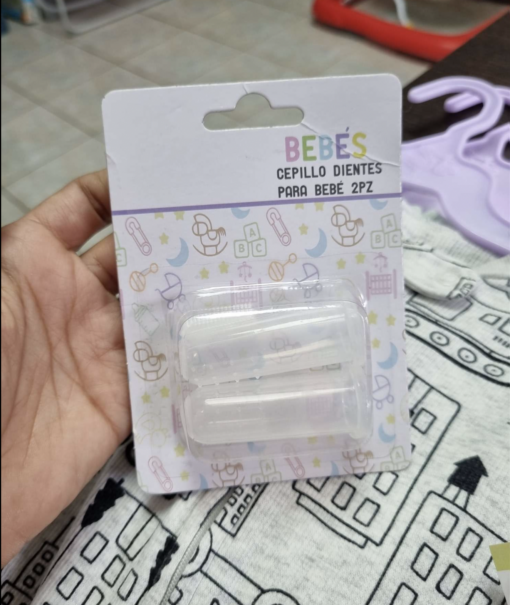 BEBÉS
CEPILLO DIENTES
PARA BEBÉ 2PZ
A
B C
A
B C